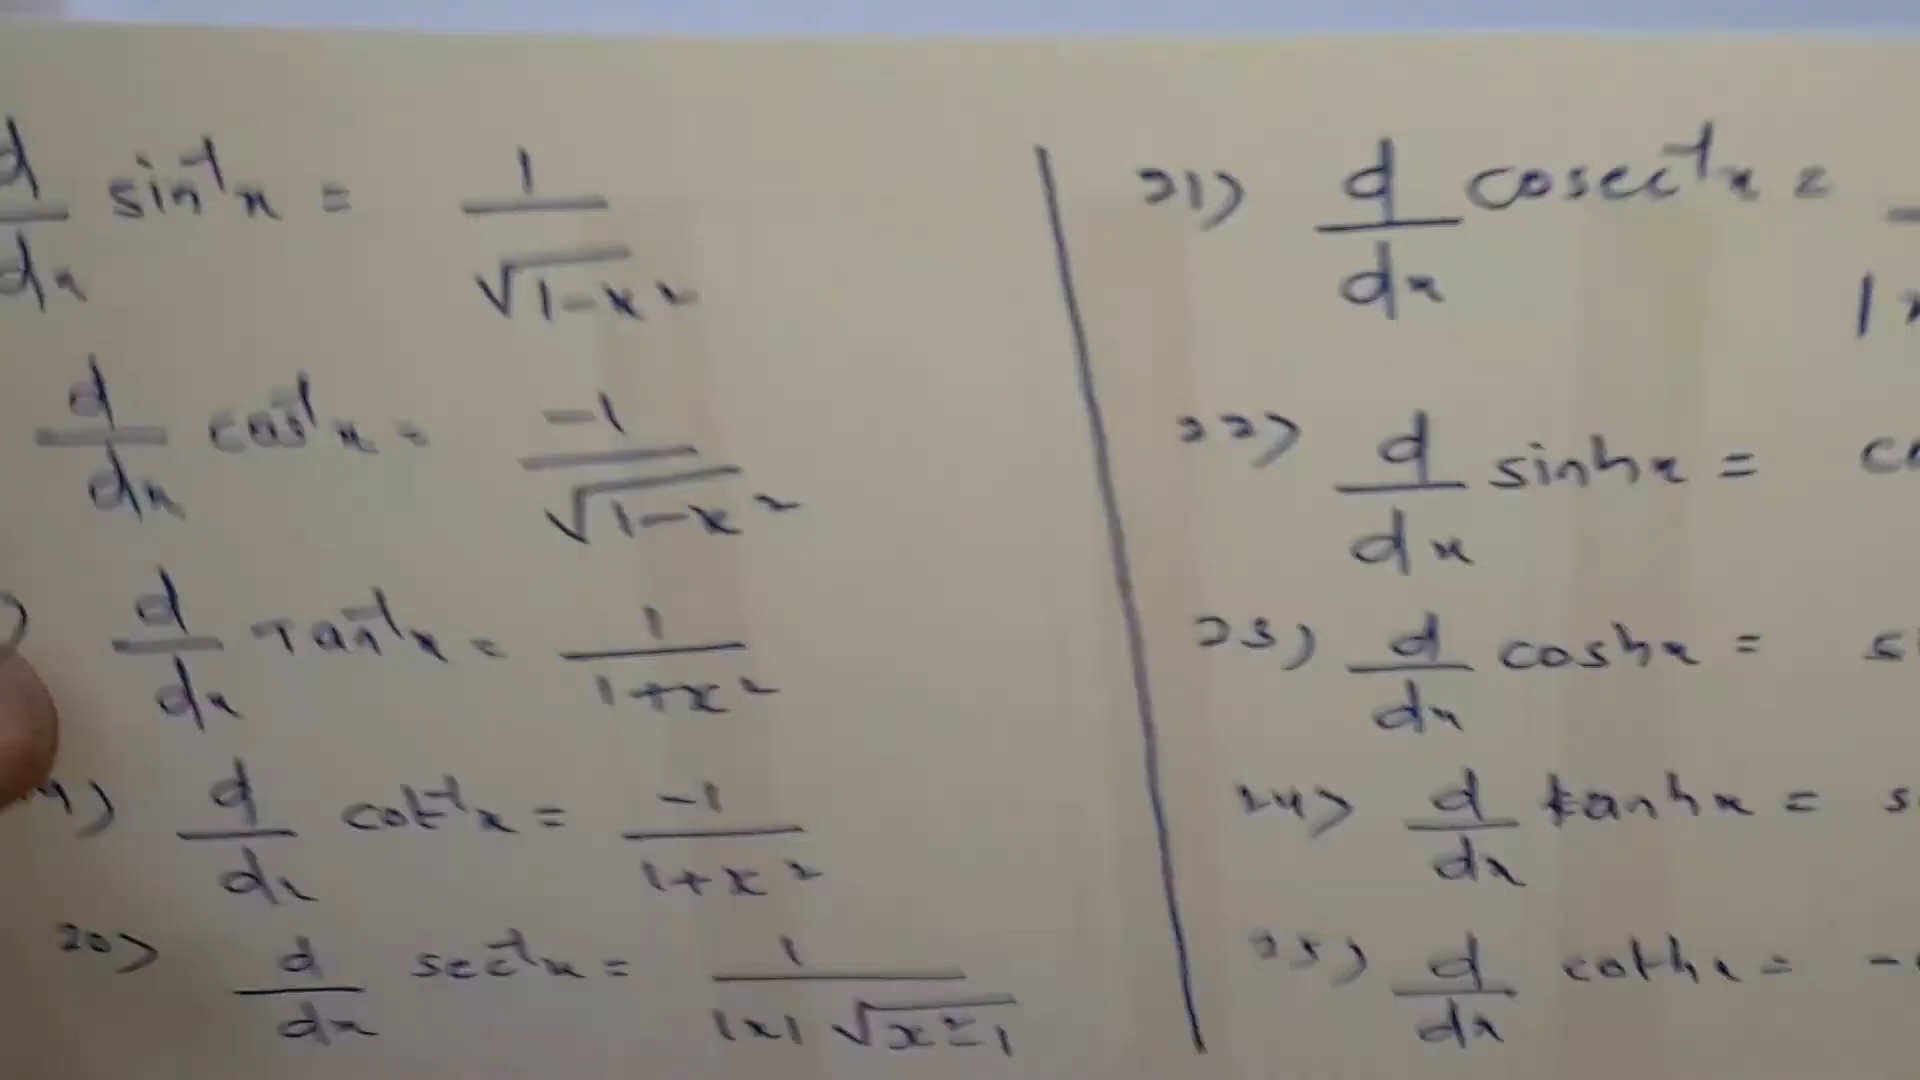 d/dx sin⁻¹x = 1/√1-x²
d/dx cos⁻¹x = -1/√1-x²
) d/dx Tan⁻¹x = 1/1+x²
9) d/dx cot⁻¹x = -1/1+x²
20) d/dx sec⁻¹x = 1/|x|√x²-1
21) d/dx cosec⁻¹x =
22) d/dx sinhx =
23) d/dx coshx =
24) d/dx tanhx =
25) d/dx cothx = -